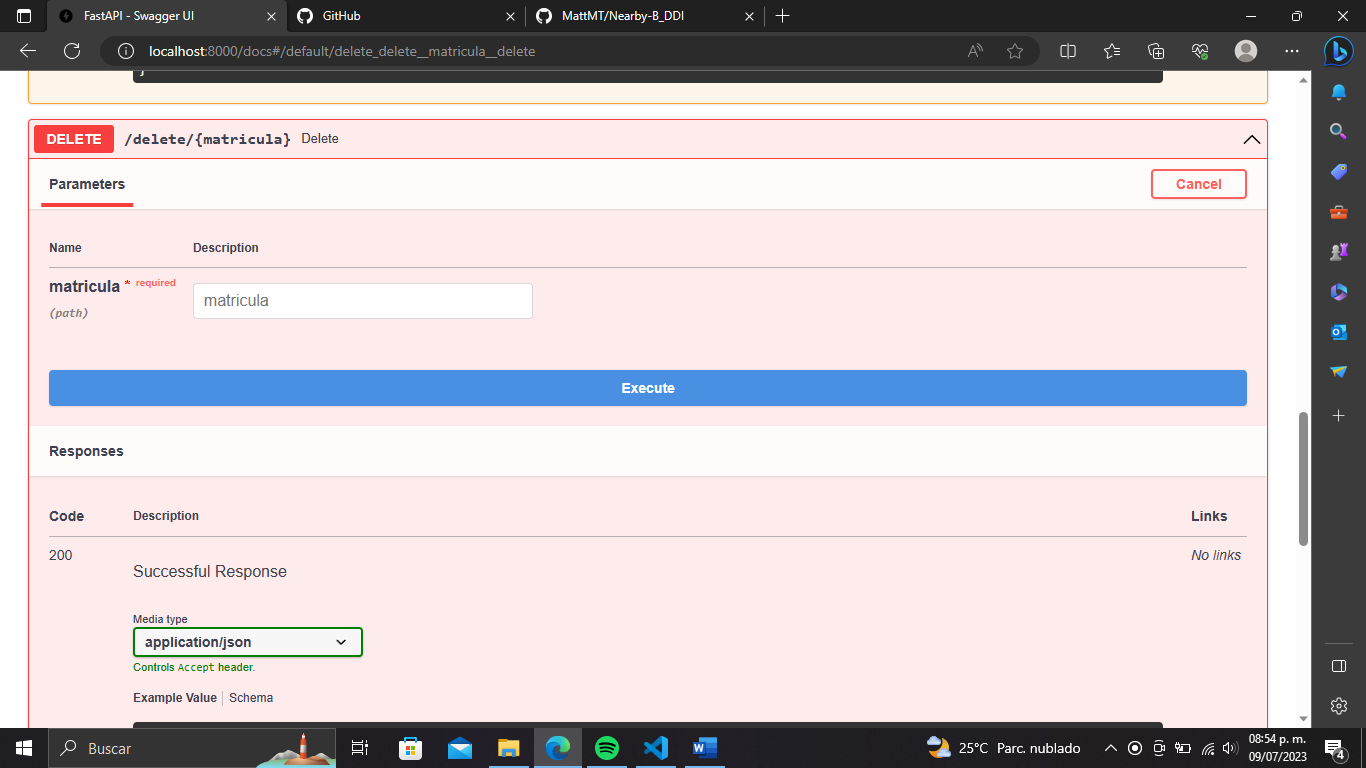 FastAPI - Swagger UI
GitHub
MattMT/Nearby-B_DDI
localhost:8000/docs#/default/delete_delete__matricula__delete
DELETE /delete/{matricula} Delete
Parameters
Cancel
Name Description
matricula * required
(path)
matricula
Execute
Responses
Code Description Links
200
Successful Response
No links
Media type
application/json
Controls Accept header.
Example Value Schema
Buscar
25°C Parc. nublado
08:54 p. m.
09/07/2023
4